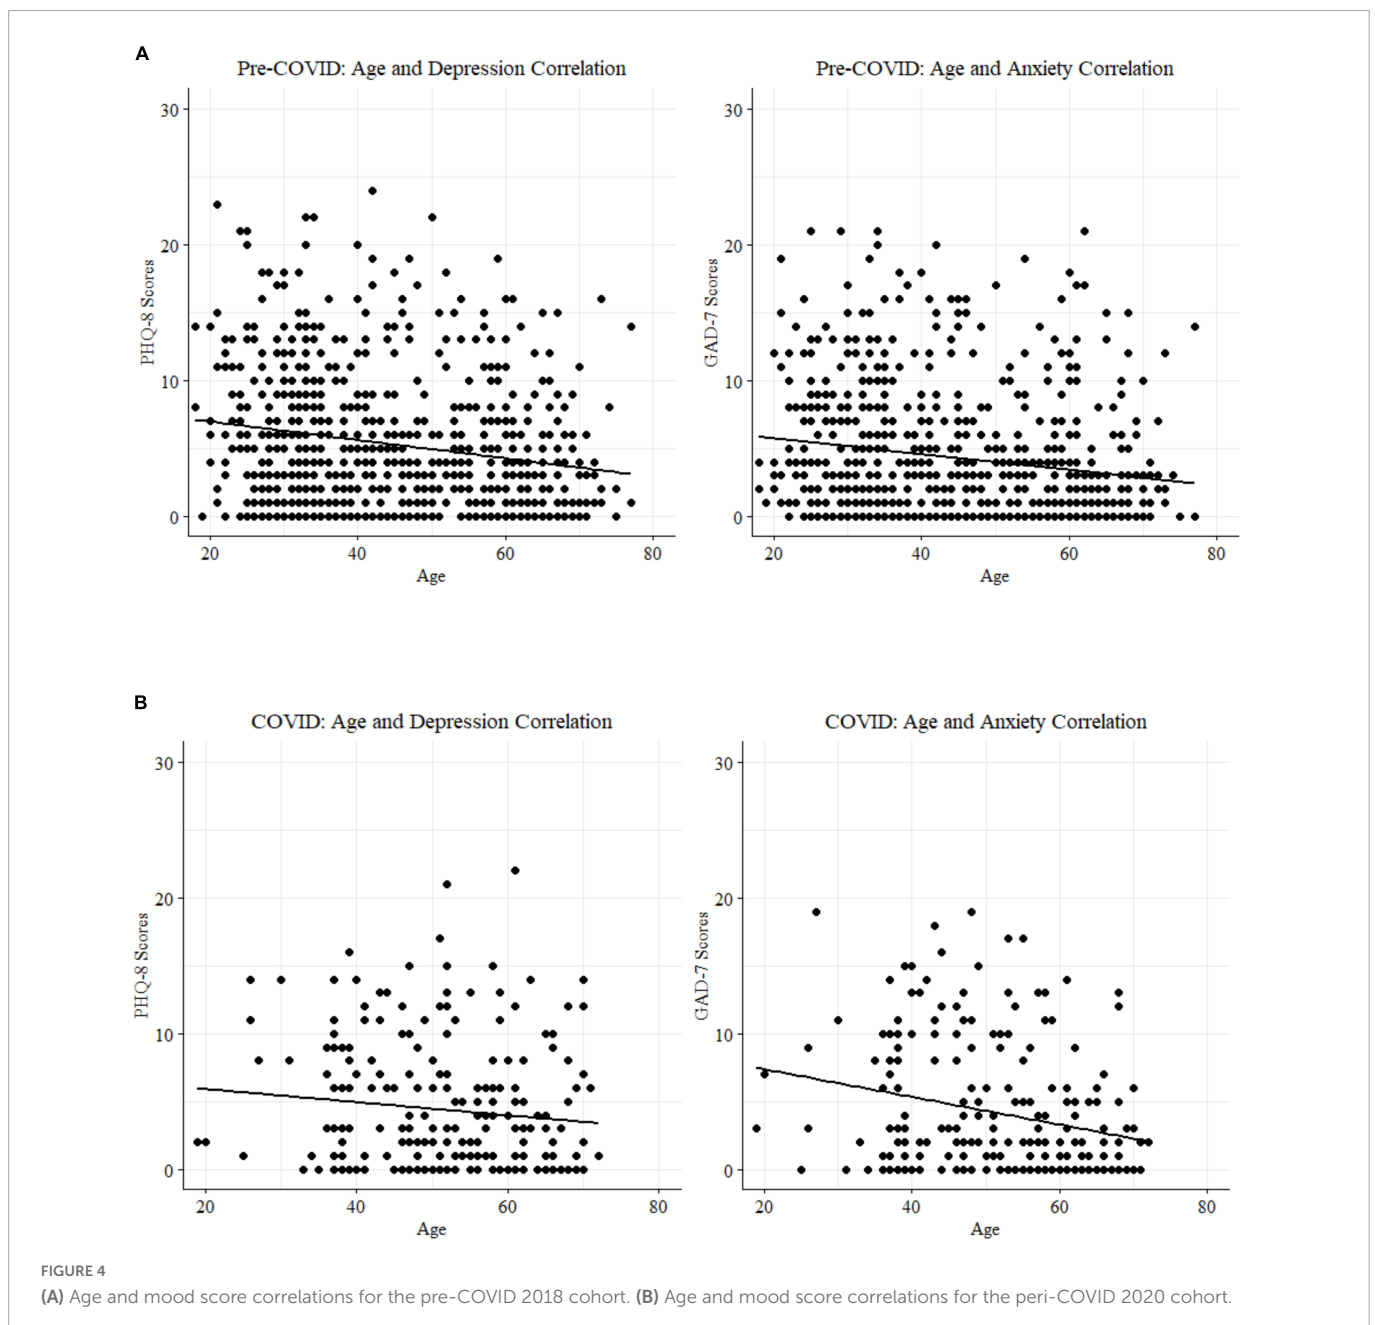 A
Pre-COVID: Age and Depression Correlation
30
20
10
0
PHQ-8 Scores
20 40 60 80
Age
Pre-COVID: Age and Anxiety Correlation
30
20
10
0
GAD-7 Scores
20 40 60 80
Age
B
COVID: Age and Depression Correlation
30
20
10
0
PHQ-8 Scores
20 40 60 80
Age
COVID: Age and Anxiety Correlation
30
20
10
0
GAD-7 Scores
20 40 60 80
Age
FIGURE 4
(A) Age and mood score correlations for the pre-COVID 2018 cohort. (B) Age and mood score correlations for the peri-COVID 2020 cohort.